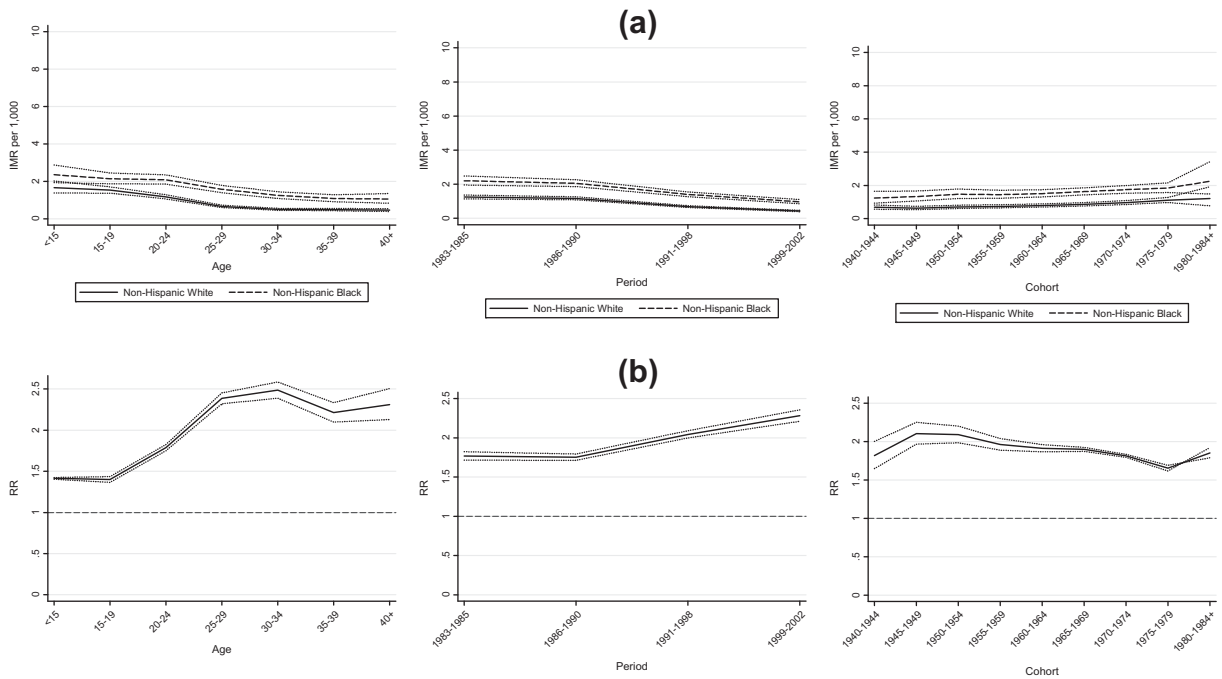 (a)
IMR per 1,000
0 2 4 6 8 10
<15 15-19 20-24 25-29 30-34 35-39 40+
Age
Non-Hispanic White Non-Hispanic Black
IMR per 1,000
0 2 4 6 8 10
1983-1985 1986-1990 1991-1998 1999-2002
Period
Non-Hispanic White Non-Hispanic Black
IMR per 1,000
0 2 4 6 8 10
1940-1944 1945-1949 1950-1954 1955-1959 1960-1964 1965-1969 1970-1974 1975-1979 1980-1984+
Cohort
Non-Hispanic White Non-Hispanic Black
(b)
RR
0 .5 1 1.5 2 2.5
<15 15-19 20-24 25-29 30-34 35-39 40+
Age
RR
0 .5 1 1.5 2 2.5
1983-1985 1986-1990 1991-1998 1999-2002
Period
RR
0 .5 1 1.5 2 2.5
1940-1944 1945-1949 1950-1954 1955-1959 1960-1964 1965-1969 1970-1974 1975-1979 1980-1984+
Cohort